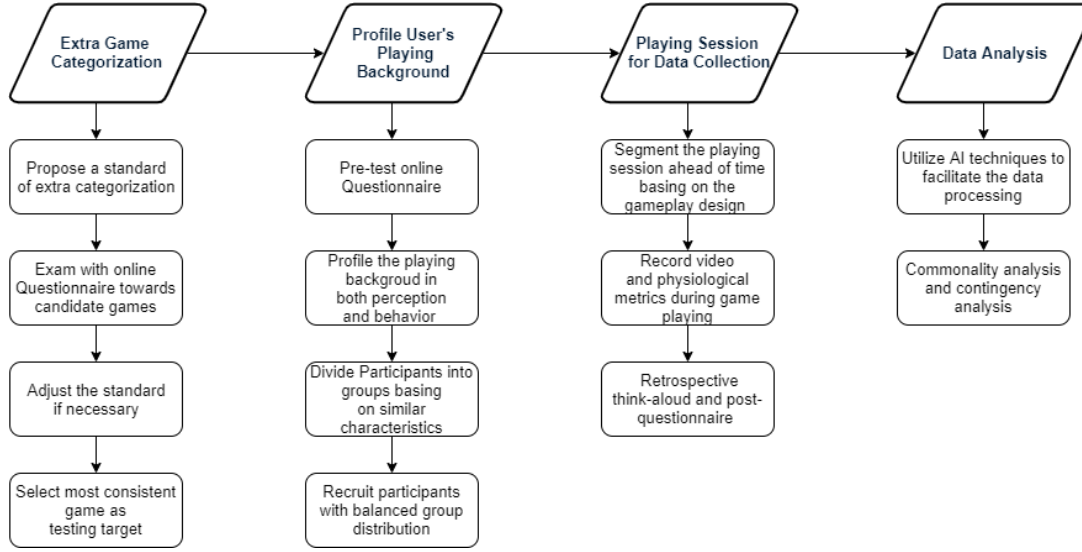 Extra Game
Categorization
Profile User's
Playing
Background
Playing Session
for Data Collection
Data Analysis
Propose a standard
of extra categorization
Exam with online
Questionnaire towards
candidate games
Adjust the standard
if necessary
Select most consistent
game as
testing target
Pre-test online
Questionnaire
Profile the playing
backgroud in
both perception
and behavior
Divide Participants into
groups basing
on similar
characteristics
Recruit participants
with balanced group
distribution
Segment the playing
session ahead of time
basing on the
gameplay design
Record video
and physiological
metrics during game
playing
Retrospective
think-aloud and post-
questionnaire
Utilize AI techniques to
facilitate the data
processing
Commonality analysis
and contingency
analysis